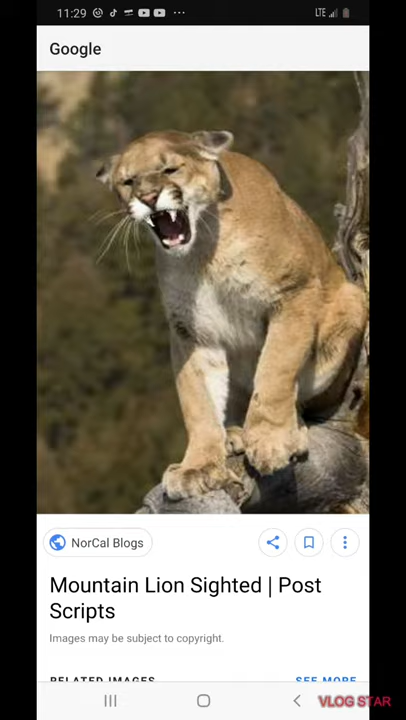 11:29
LTE
Google
NorCal Blogs
Mountain Lion Sighted | Post
Scripts
Images may be subject to copyright.
RELATED IMAGES
SEE MORE
VLOG STAR